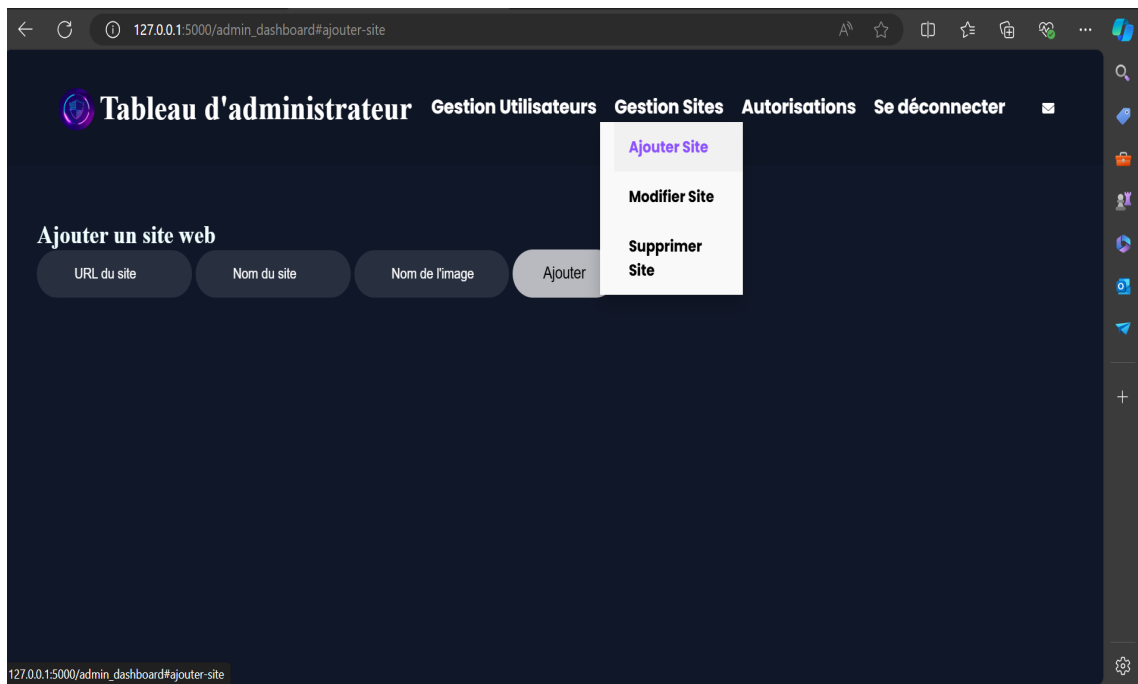 127.0.0.1:5000/admin_dashboard#ajouter-site
Tableau d'administrateur Gestion Utilisateurs Gestion Sites Autorisations Se déconnecter
Ajouter Site
Modifier Site
Supprimer
Site
Ajouter un site web
URL du site Nom du site Nom de l'image Ajouter
127.0.0.1:5000/admin_dashboard#ajouter-site